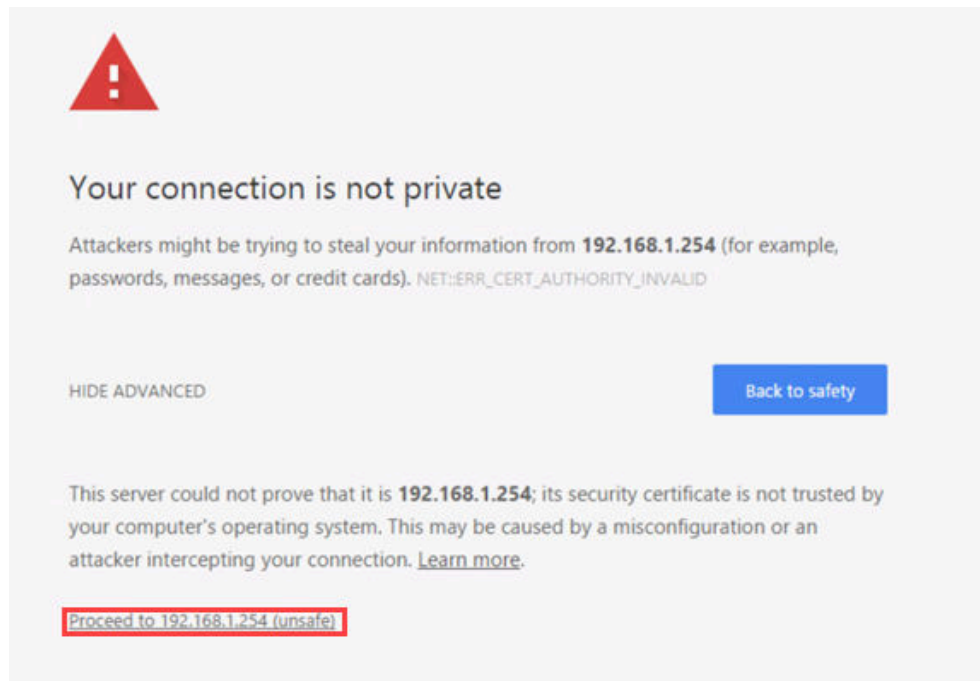 Your connection is not private
Attackers might be trying to steal your information from 192.168.1.254 (for example,
passwords, messages, or credit cards). NET::ERR_CERT_AUTHORITY_INVALID
HIDE ADVANCED
Back to safety
This server could not prove that it is 192.168.1.254; its security certificate is not trusted by
your computer's operating system. This may be caused by a misconfiguration or an
attacker intercepting your connection. Learn more.
Proceed to 192.168.1.254 (unsafe)